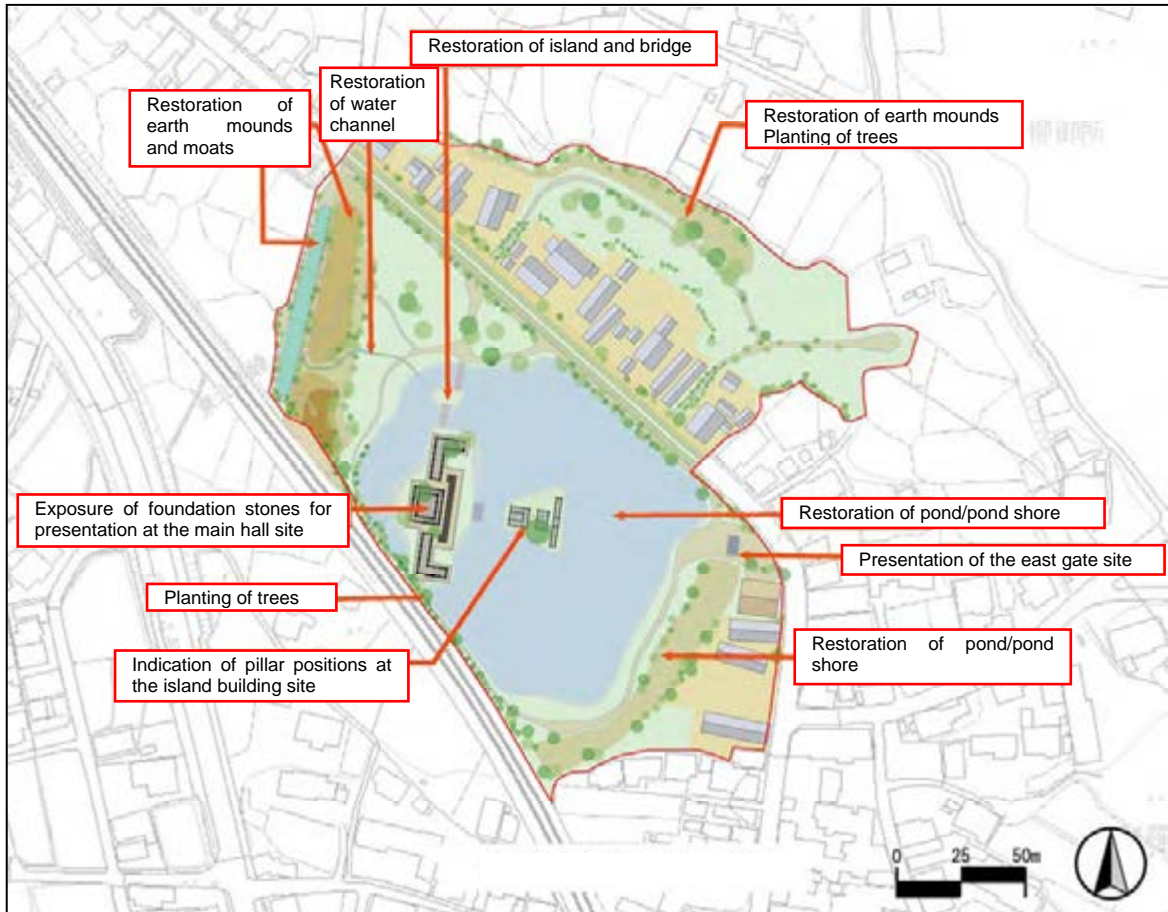 Restoration of island and bridge
Restoration
of water
channel
Restoration of
earth mounds
and moats
Restoration of earth mounds
Planting of trees
Exposure of foundation stones for
presentation at the main hall site
Restoration of pond/pond shore
Presentation of the east gate site
Planting of trees
Restoration of pond/pond
shore
Indication of pillar positions at
the island building site
0 25 50m